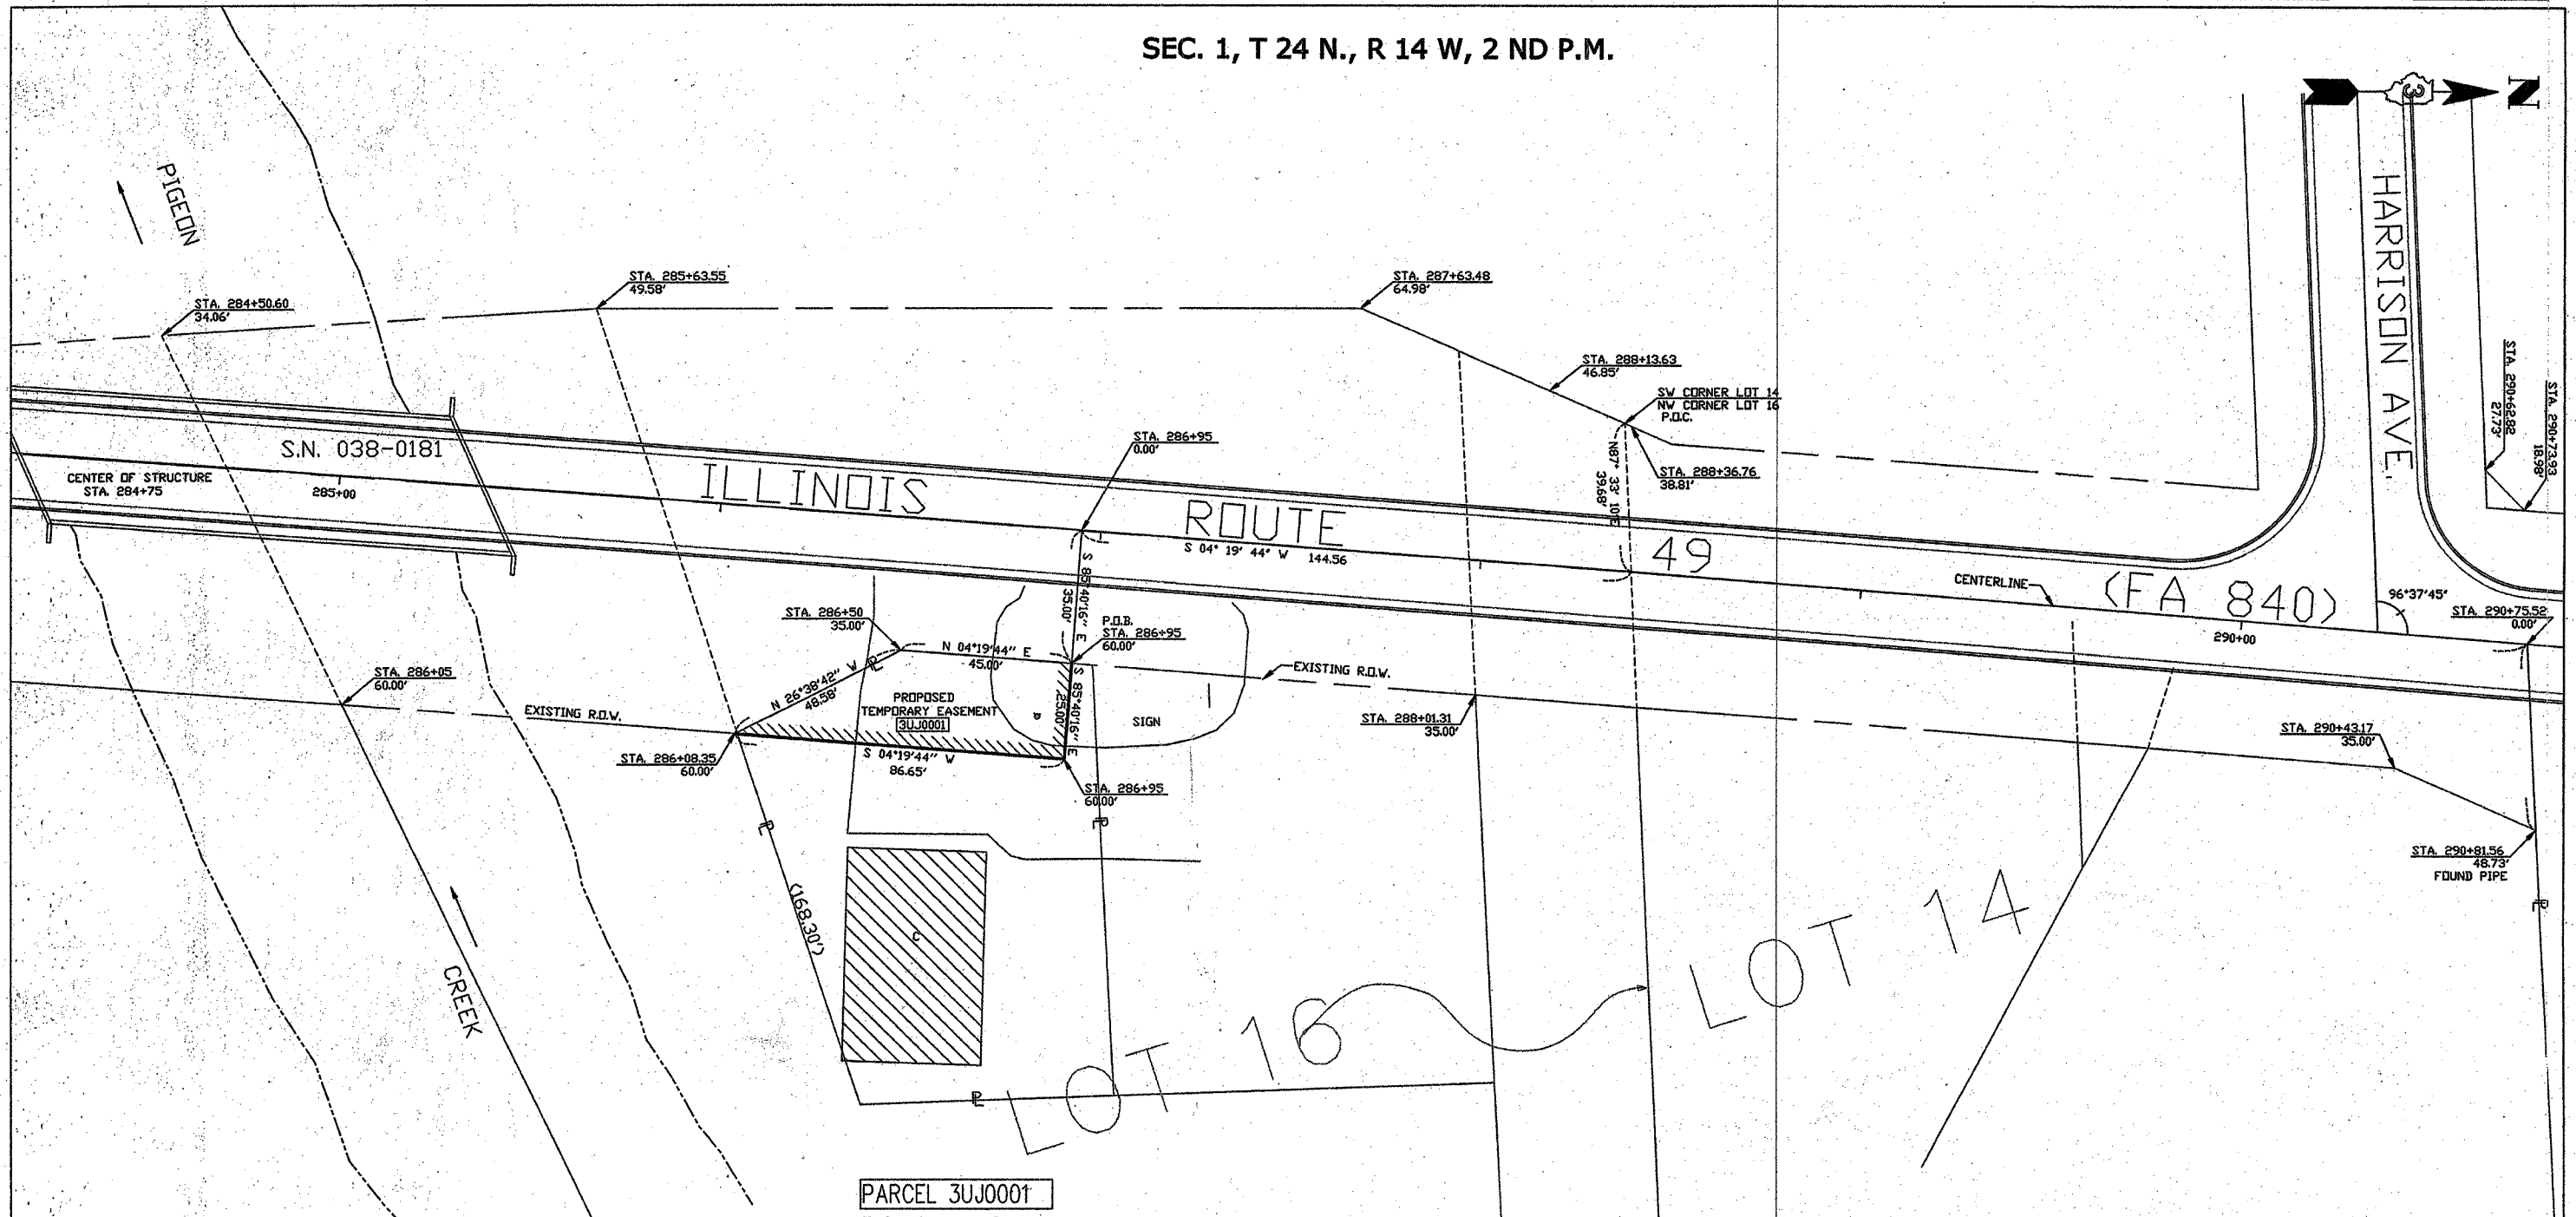 SEC. 1, T 24 N., R 14 W, 2 ND P.M.
N
3
HARRISON AVE.
PIGEON
STA. 284+50.60
34.06'
STA. 285+63.55
49.58'
STA. 287+63.48
64.98'
STA. 288+13.63
46.85'
SW CORNER LOT 14
NW CORNER LOT 16
P.O.C.
STA. 288+36.76
38.81'
N87° 33' 10"E
39.68'
STA. 290+62.82
27.73'
STA. 290+73.93
18.98'
S.N. 038-0181
CENTER OF STRUCTURE
STA. 284+75
285+00
ILLINOIS
ROUTE
49
(FA 840)
STA. 286+95
0.00'
S 04° 19' 44" W 144.56
CENTERLINE
96°37'45"
290+00
STA. 290+75.52
0.00'
S 85°40'16" E
35.00'
STA. 286+50
35.00'
P.O.B.
STA. 286+95
60.00'
N 04°19'44" E
45.00'
N 26°38'42" W
48.58'
PROPOSED
TEMPORARY EASEMENT
3UJ0001
S 85°40'16" E
25.00'
SIGN
EXISTING R.O.W.
STA. 286+05
60.00'
EXISTING R.O.W.
STA. 286+08.35
60.00'
S 04°19'44" W
86.65'
STA. 286+95
60.00'
STA. 288+01.31
35.00'
STA. 290+43.17
35.00'
STA. 290+81.56
48.73'
FOUND PIPE
PL
PL
PL
PL
PL
(168.30')
C
CREEK
LOT 16
LOT 14
PARCEL 3UJ0001